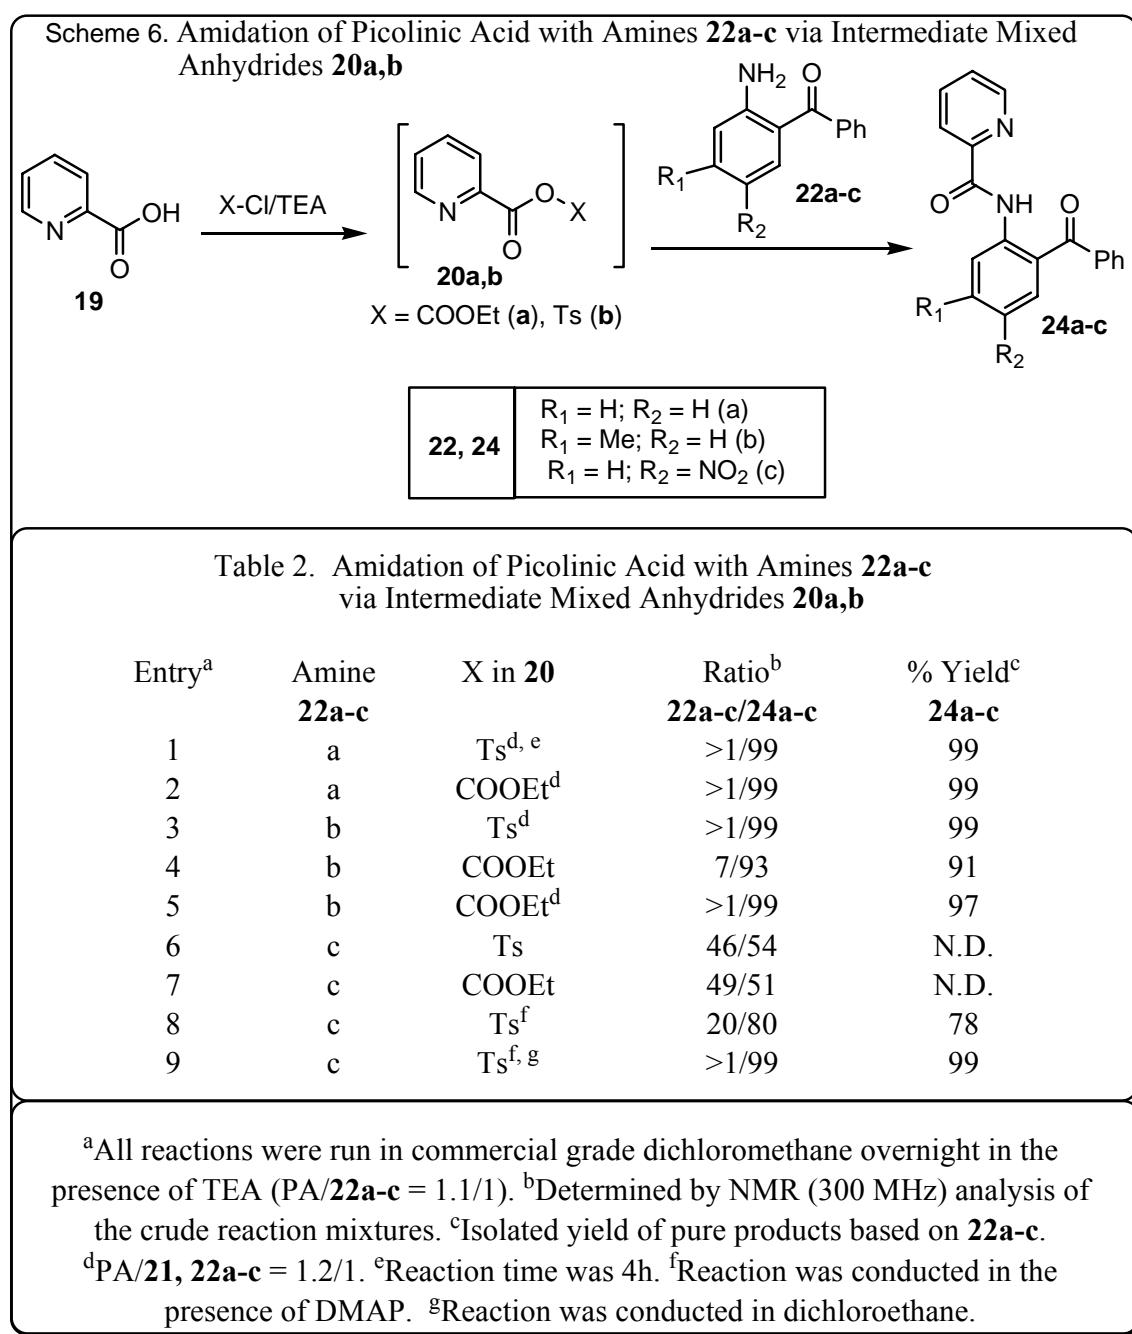 Scheme 6. Amidation of Picolinic Acid with Amines 22a-c via Intermediate Mixed
Anhydrides 20a,b
N
OH
O
19
X-Cl/TEA
N
O
X
O
20a,b
X = COOEt (a), Ts (b)
NH2
O
Ph
R1
R2
22a-c
N
O
NH
O
Ph
R1
R2
24a-c
22, 24
R1 = H; R2 = H (a)
R1 = Me; R2 = H (b)
R1 = H; R2 = NO2 (c)
Table 2. Amidation of Picolinic Acid with Amines 22a-c
via Intermediate Mixed Anhydrides 20a,b
Entrya Amine X in 20 Ratiob % Yieldc
22a-c 22a-c/24a-c 24a-c
1 a Tsd, e >1/99 99
2 a COOEtd >1/99 99
3 b Tsd >1/99 99
4 b COOEt 7/93 91
5 b COOEtd >1/99 97
6 c Ts 46/54 N.D.
7 c COOEt 49/51 N.D.
8 c Tsf 20/80 78
9 c Tsf, g >1/99 99
aAll reactions were run in commercial grade dichloromethane overnight in the
presence of TEA (PA/22a-c = 1.1/1). bDetermined by NMR (300 MHz) analysis of
the crude reaction mixtures. cIsolated yield of pure products based on 22a-c.
dPA/21, 22a-c = 1.2/1. eReaction time was 4h. fReaction was conducted in the
presence of DMAP. gReaction was conducted in dichloroethane.